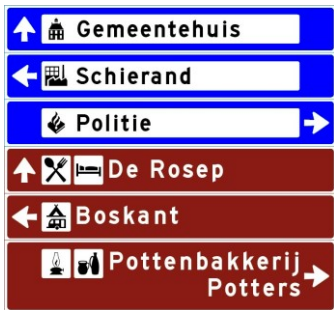 Gemeentehuis
Schierand
Politie
De Rosep
Boskant
Pottenbakkerij
Potters